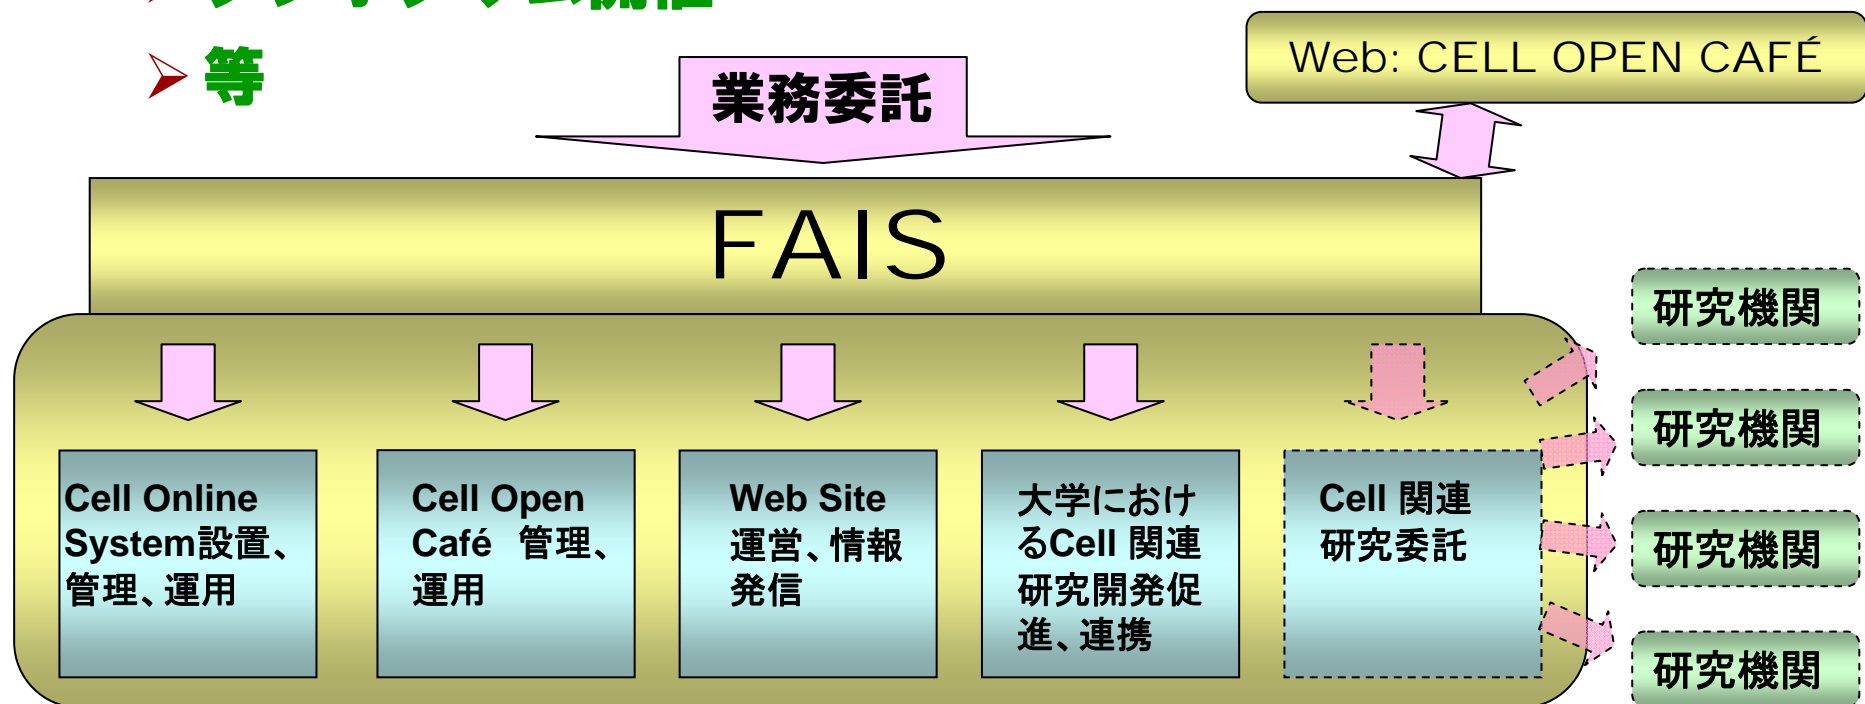 等
業務委託
Web: CELL OPEN CAFÉ
FAIS
Cell Online
System設置、
管理、運用
Cell Open
Café 管理、
運用
Web Site
運営、情報
発信
大学におけ
るCell 関連
研究開発促
進、連携
Cell 関連
研究委託
研究機関
研究機関
研究機関
研究機関